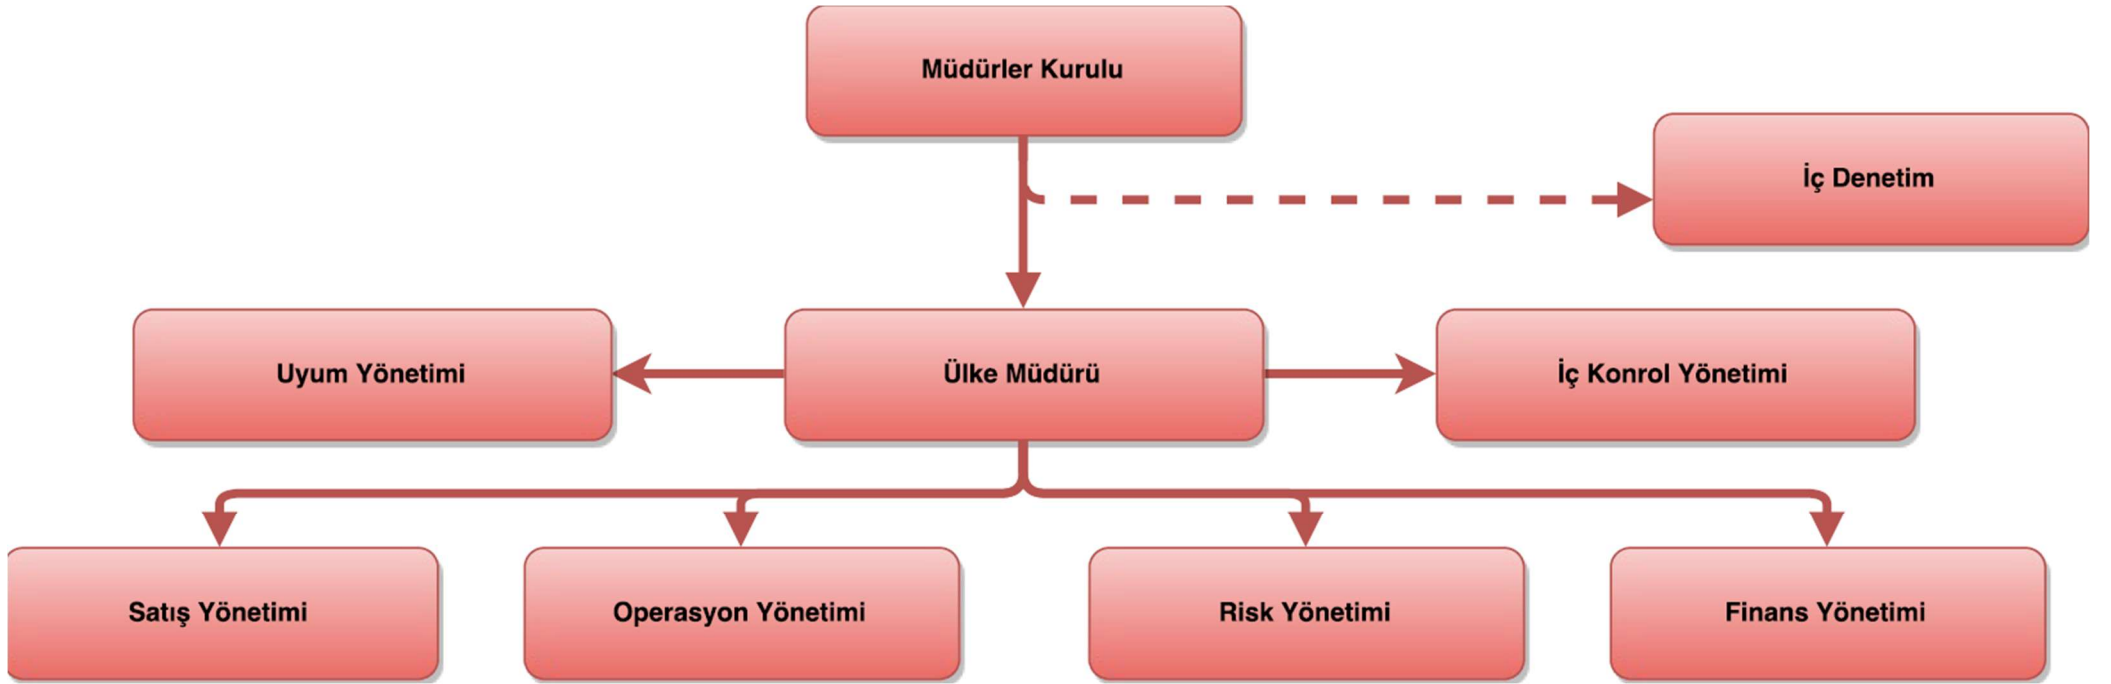 Müdürler Kurulu
İç Denetim
Uyum Yönetimi
Ülke Müdürü
İç Konrol Yönetimi
Satış Yönetimi
Operasyon Yönetimi
Risk Yönetimi
Finans Yönetimi